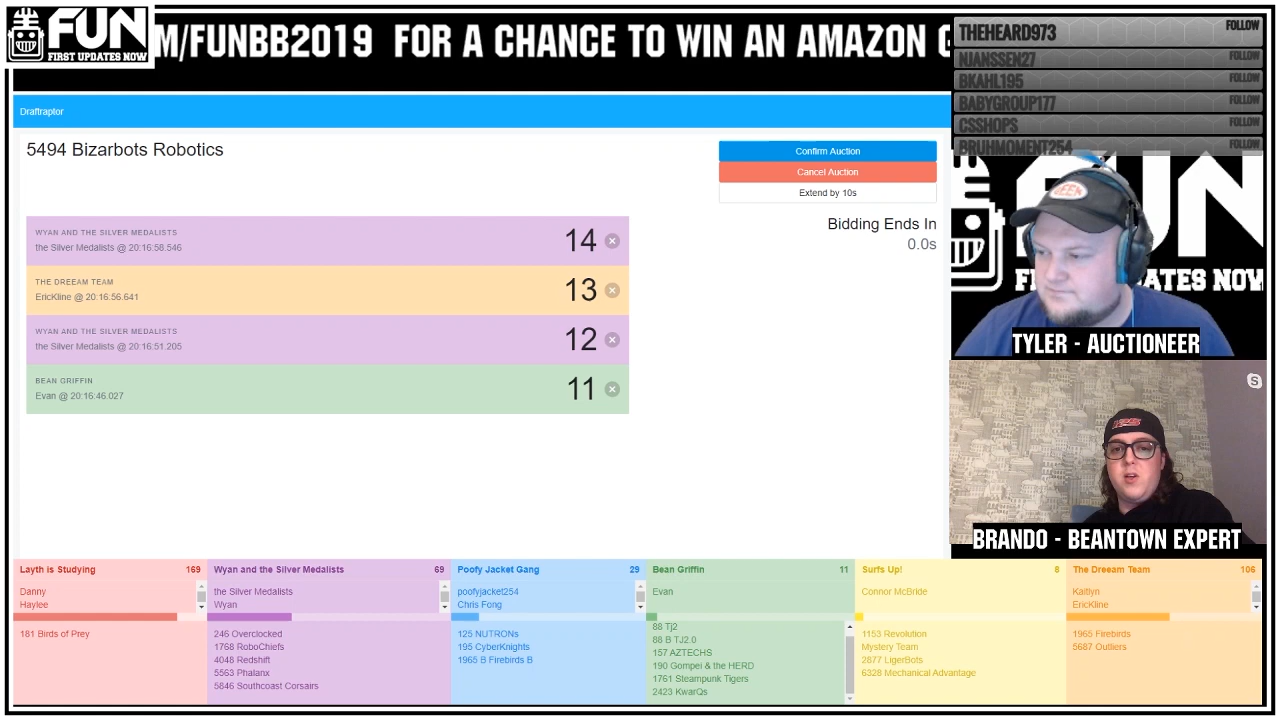 FUN
FIRST UPDATES NOW
M/FUNBB2019 FOR A CHANCE TO WIN AN AMAZON G
THEHEARD973 FOLLOW
NJANSSEN27 FOLLOW
BKAHL195 FOLLOW
BABYGROUP177 FOLLOW
CSSHOPS FOLLOW
BRUHMOMENT254 FOLLOW
Draftraptor
5494 Bizarbots Robotics
Confirm Auction
Cancel Auction
Extend by 10s
Bidding Ends In
0.0s
WYAN AND THE SILVER MEDALISTS
the Silver Medalists @ 20:16:58.546
14
THE DREEAM TEAM
EricKline @ 20:16:56.641
13
WYAN AND THE SILVER MEDALISTS
the Silver Medalists @ 20:16:51.205
12
BEAN GRIFFIN
Evan @ 20:16:46.027
11
GEEK
TYLER - AUCTIONEER
BRANDO - BEANTOWN EXPERT
Layth is Studying 169
Danny
Haylee
181 Birds of Prey
Wyan and the Silver Medalists 69
the Silver Medalists
Wyan
246 Overclocked
1768 RoboChiefs
4048 Redshift
5563 Phalanx
5846 Southcoast Corsairs
Poofy Jacket Gang 29
poofyjacket254
Chris Fong
125 NUTRONs
195 CyberKnights
1965 B Firebirds B
Bean Griffin 11
Evan
88 Tj2
88 B TJ2.0
157 AZTECHS
190 Gompei & the HERD
1761 Steampunk Tigers
2423 KwarQs
Surfs Up! 8
Connor McBride
1153 Revolution
Mystery Team
2877 LigerBots
6328 Mechanical Advantage
The Dreeam Team 106
Kaitlyn
EricKline
1965 Firebirds
5687 Outliers